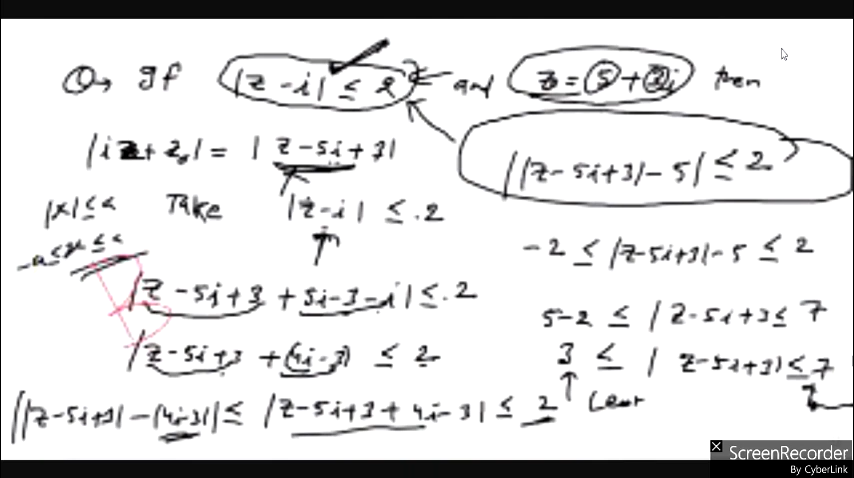 Q→ If |z-i| ≤ 2 and z₀ = 5+3i then
|iz+z₀| = |z-5i+3|
||z-5i+3|-5| ≤ 2
|x|≤a Take |z-i| ≤ .2
-a≤x≤a
-2 ≤ |z-5i+3|-5 ≤ 2
|z-5i+3+5i-3-i| ≤ .2
5-2 ≤ |z-5i+3 ≤ 7
|z-5i+3+(4i-3) ≤ 2
3 ≤ | z-5i+3) ≤ 7
Least
||z-5i+3|-|4i-3|| ≤ |z-5i+3+4i-3| ≤ 2
ScreenRecorder
By CyberLink